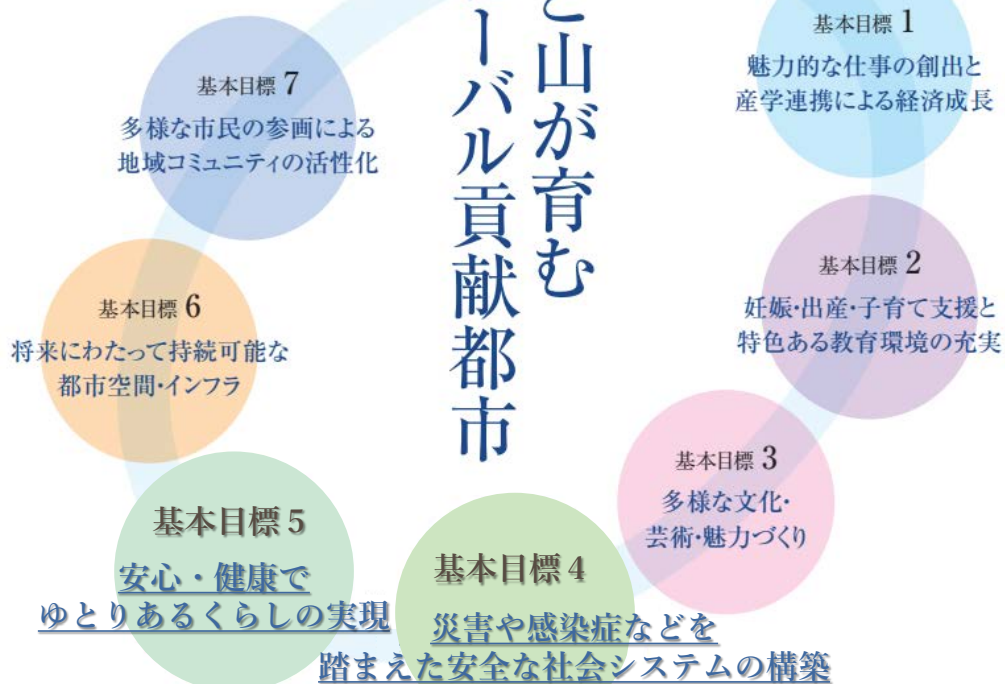 と山が育む
ーバル貢献都市
基本目標 1
魅力的な仕事の創出と
産学連携による経済成長
基本目標 2
妊娠・出産・子育て支援と
特色ある教育環境の充実
基本目標 3
多様な文化・
芸術・魅力づくり
基本目標４
災害や感染症などを
踏まえた安全な社会システムの構築
基本目標５
安心・健康で
ゆとりあるくらしの実現
基本目標 6
将来にわたって持続可能な
都市空間・インフラ
基本目標 7
多様な市民の参画による
地域コミュニティの活性化